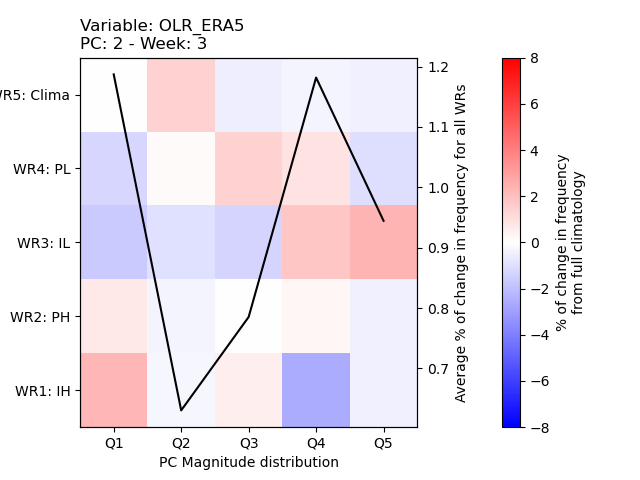 Variable: OLR_ERA5
PC: 2 - Week: 3
WR5: Clima
WR4: PL
WR3: IL
WR2: PH
WR1: IH
Q1 Q2 Q3 Q4 Q5
PC Magnitude distribution
1.2
1.1
1.0
0.9
0.8
0.7
Average % of change in frequency for all WRs
8
6
4
2
0
−2
−4
−6
−8
% of change in frequency
from full climatology